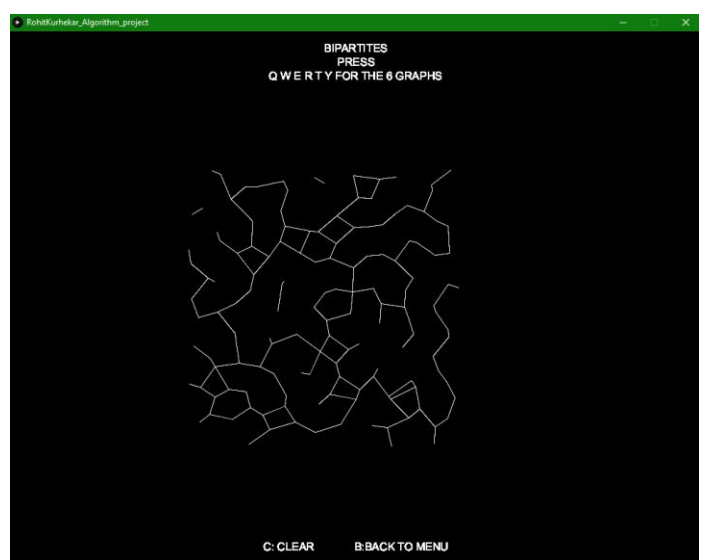 RohitKurhekar_Algorithm_project
BIPARTITES
PRESS
Q W E R T Y FOR THE 6 GRAPHS
C: CLEAR
B:BACK TO MENU